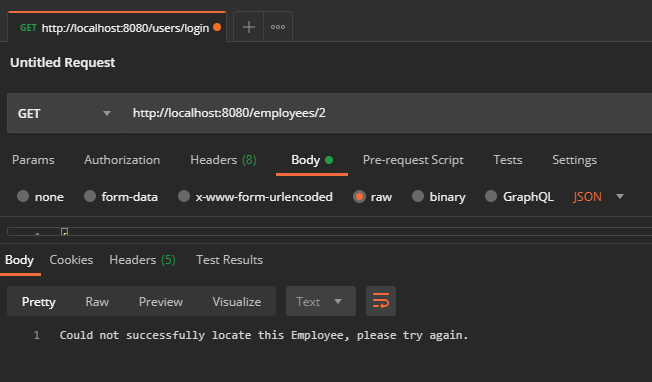 GET http://localhost:8080/users/login
Untitled Request
GET http://localhost:8080/employees/2
Params Authorization Headers (8) Body Pre-request Script Tests Settings
none form-data x-www-form-urlencoded raw binary GraphQL JSON
Body Cookies Headers (5) Test Results
Pretty Raw Preview Visualize Text
1 Could not successfully locate this Employee, please try again.